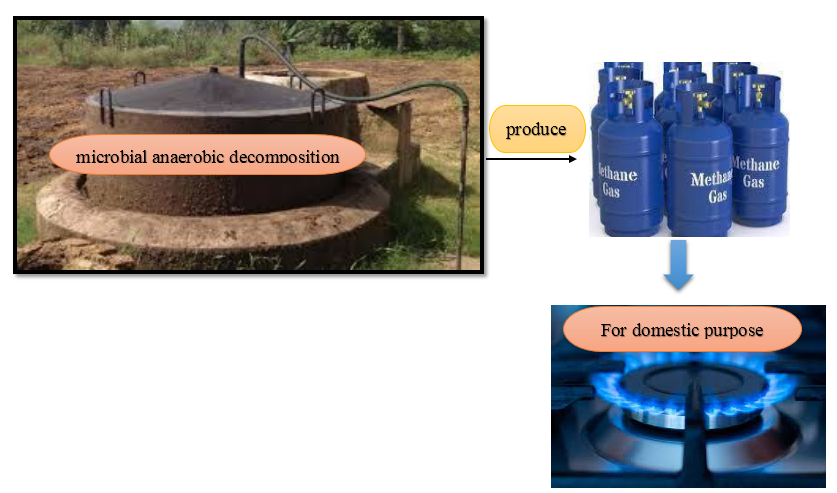 microbial anaerobic decomposition
produce
Methane
Gas
Methane
Gas
Methane
Gas
For domestic purpose